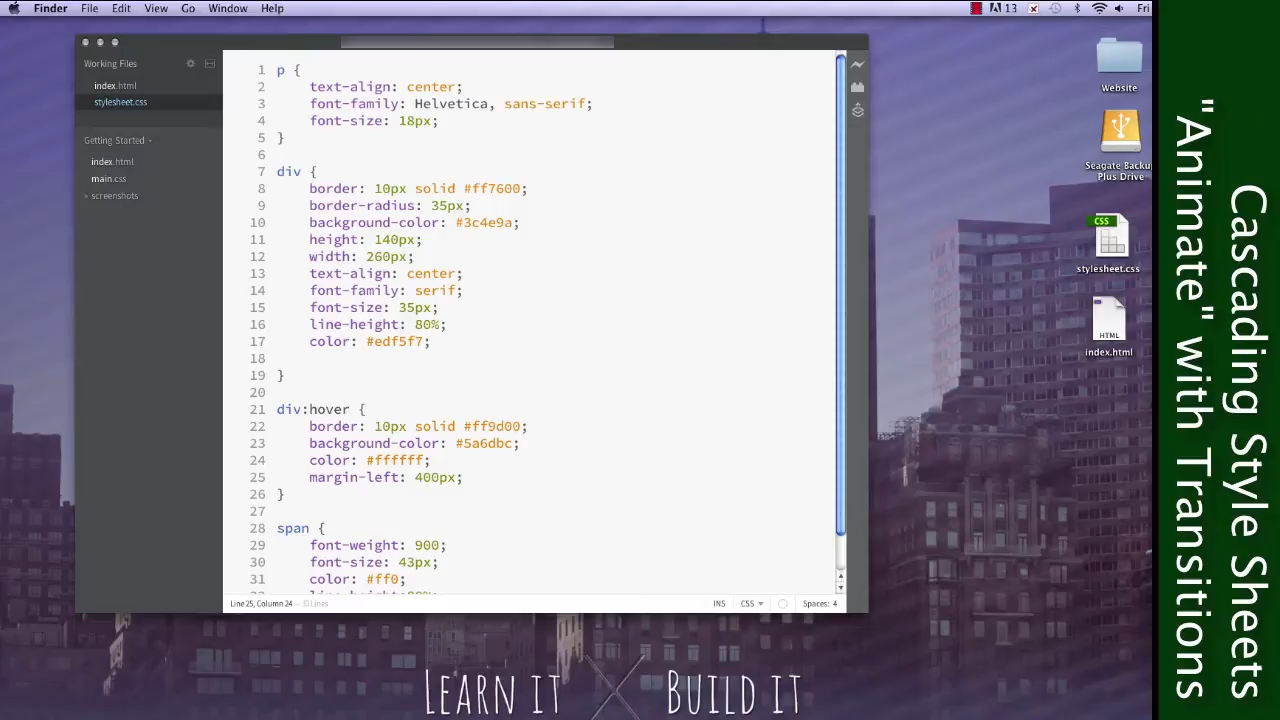 Finder File Edit View Go Window Help
13
Fri
Working Files
index.html
stylesheet.css
Getting Started
index.html
main.css
screenshots
1 p {
2 text-align: center;
3 font-family: Helvetica, sans-serif;
4 font-size: 18px;
5 }
6
7 div {
8 border: 10px solid #ff7600;
9 border-radius: 35px;
10 background-color: #3c4e9a;
11 height: 140px;
12 width: 260px;
13 text-align: center;
14 font-family: serif;
15 font-size: 35px;
16 line-height: 80%;
17 color: #edf5f7;
18
19 }
20
21 div:hover {
22 border: 10px solid #ff9d00;
23 background-color: #5a6dbc;
24 color: #ffffff;
25 margin-left: 400px;
26 }
27
28 span {
29 font-weight: 900;
30 font-size: 43px;
31 color: #ff0;
Line 25, Column 24 — 33 Lines
INS CSS Spaces: 4
Website
Seagate Backu
Plus Drive
CSS
stylesheet.css
HTML
index.html
LEARN IT BUILD IT
Cascading Style Sheets
"Animate" with Transitions